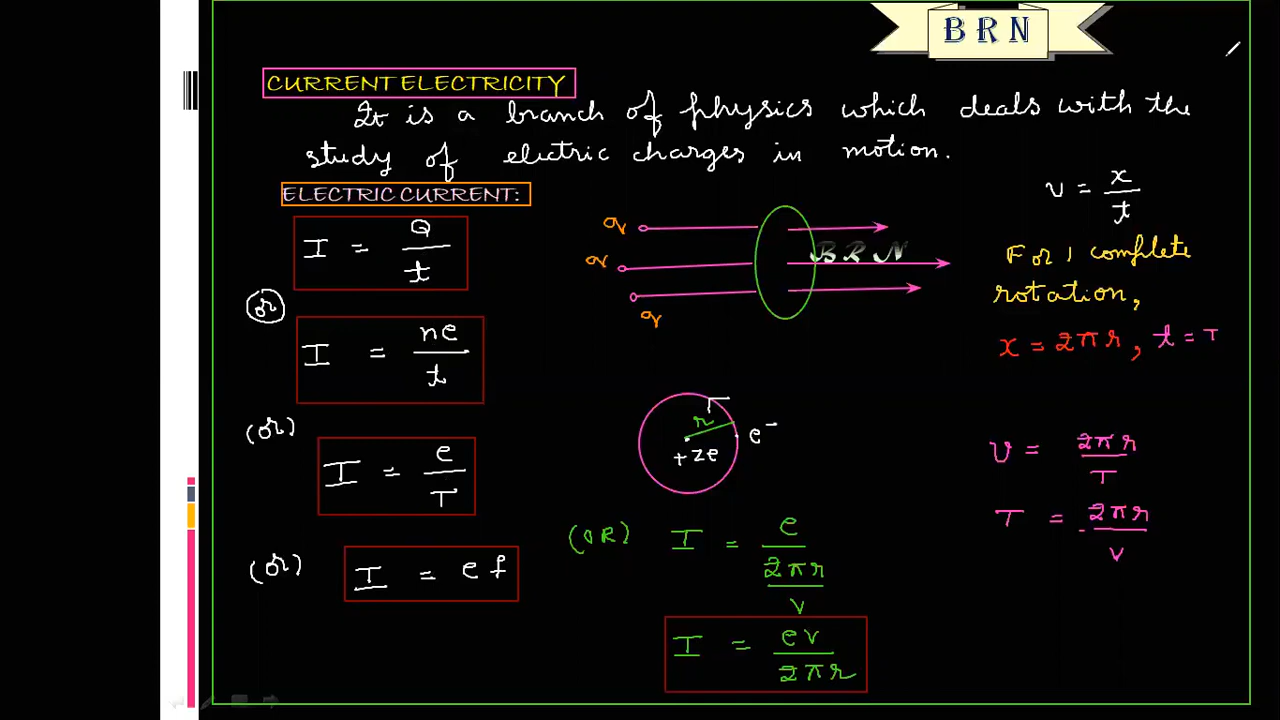 BRN
CURRENT ELECTRICITY
It is a branch of physics which deals with the
study of electric charges in motion.
ELECTRIC CURRENT:
I = Q/t
(or)
I = ne/t
(or)
I = e/T
(or)
I = ef
q
q
q
BRN
r
+ze
e⁻
(OR) I = e/(2πr/v)
I = ev/2πr
v = x/t
For 1 complete
rotation,
x = 2πr, t = T
v = 2πr/T
T = 2πr/v